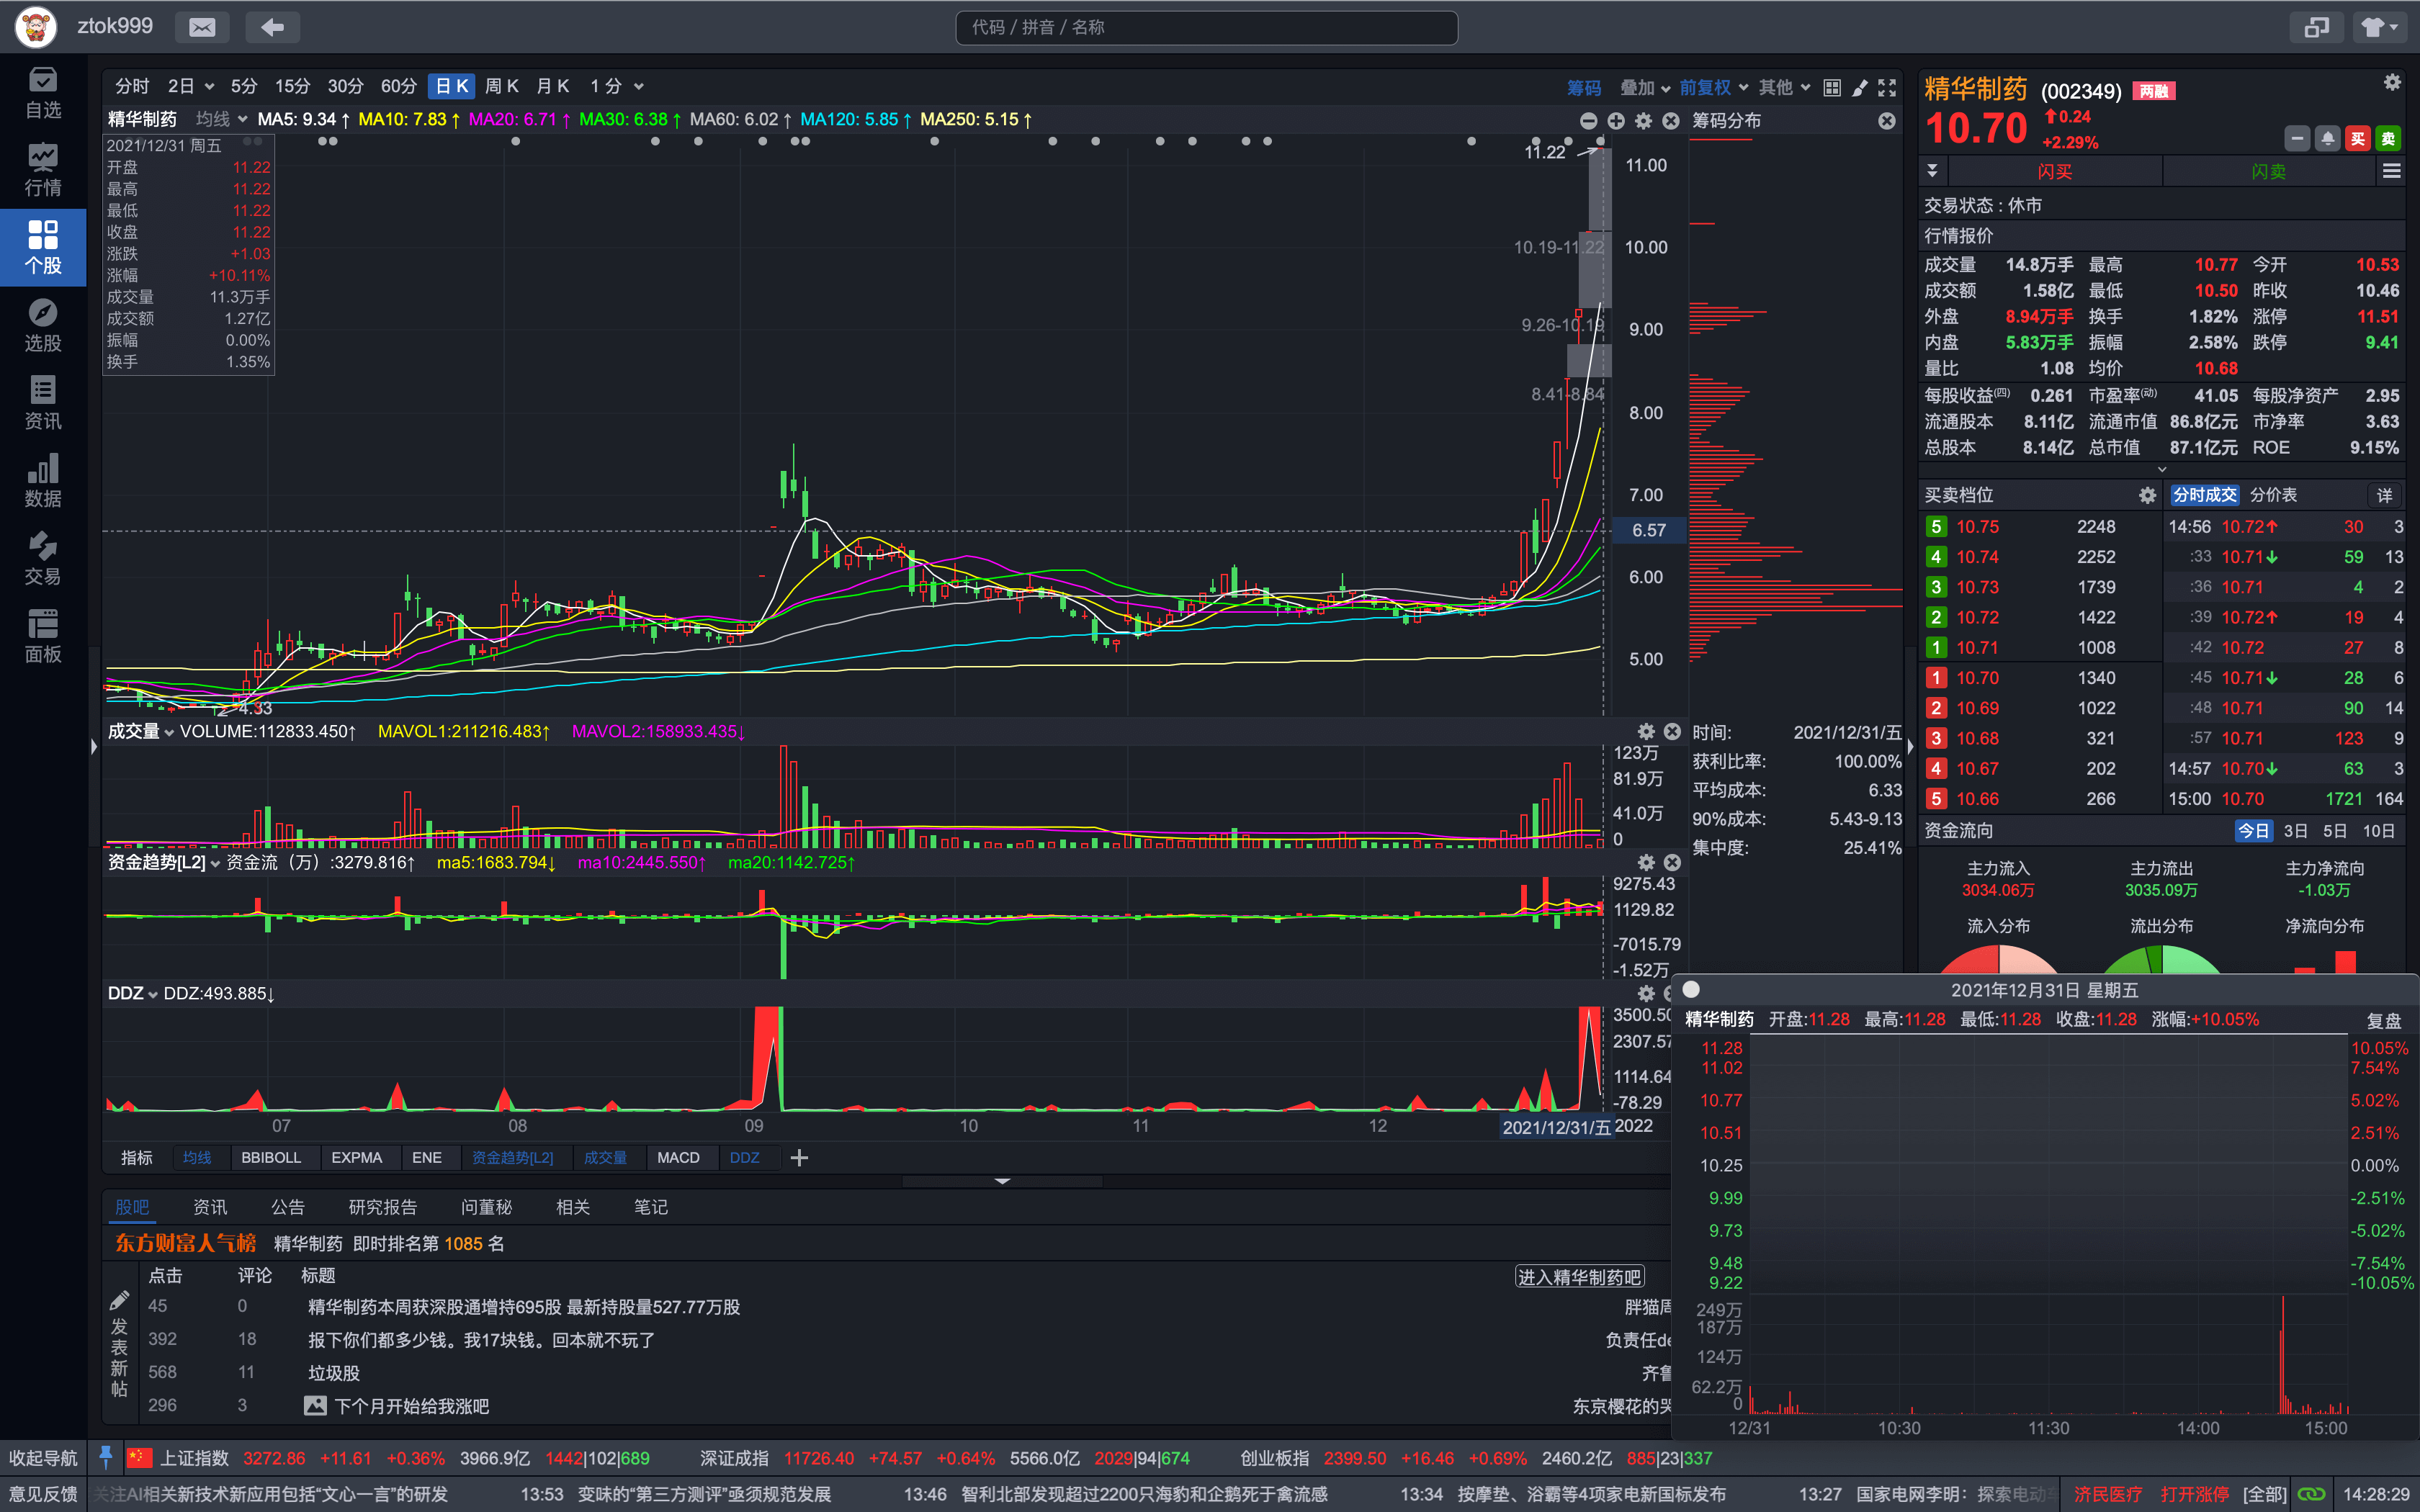 ztok999
代码 / 拼音 / 名称
自选
行情
个股
选股
资讯
数据
交易
面板
分时 2日 5分 15分 30分 60分 日K 周K 月K 1分 筹码 叠加 前复权 其他
精华制药 均线 MA5: 9.34↑ MA10: 7.83↑ MA20: 6.71↑ MA30: 6.38↑ MA60: 6.02↑ MA120: 5.85↑ MA250: 5.15↑
筹码分布
2021/12/31 周五
开盘 11.22
最高 11.22
最低 11.22
收盘 11.22
涨跌 +1.03
涨幅 +10.11%
成交量 11.3万手
成交额 1.27亿
振幅 0.00%
换手 1.35%
11.22
11.00
10.19-11.22 10.00
9.26-10.19 9.00
8.41-8.84
8.00
7.00
6.57
6.00
5.00
4.33
成交量 VOLUME:112833.450↑ MAVOL1:211216.483↑ MAVOL2:158933.435↓
123万
81.9万
41.0万
0
资金趋势[L2] 资金流（万）:3279.816↑ ma5:1683.794↓ ma10:2445.550↑ ma20:1142.725↑
9275.43
1129.82
-7015.79
-1.52万
DDZ DDZ:493.885↓
3500.50
2307.57
1114.64
-78.29
07 08 09 10 11 12 2021/12/31/五 2022
时间: 2021/12/31/五
获利比率: 100.00%
平均成本: 6.33
90%成本: 5.43-9.13
集中度: 25.41%
指标 均线 BBIBOLL EXPMA ENE 资金趋势[L2] 成交量 MACD DDZ
股吧 资讯 公告 研究报告 问董秘 相关 笔记
东方财富人气榜 精华制药 即时排名第 1085 名
点击 评论 标题 进入精华制药吧
发表新帖
45 0 精华制药本周获深股通增持695股 最新持股量527.77万股 胖猫
392 18 报下你们都多少钱。我17块钱。回本就不玩了 负责任de
568 11 垃圾股 齐
296 3 下个月开始给我涨吧 东京樱花的
精华制药 (002349) 两融
10.70 ↑0.24
+2.29%
买 卖
闪买 闪卖
交易状态 : 休市
行情报价
成交量 14.8万手 最高 10.77 今开 10.53
成交额 1.58亿 最低 10.50 昨收 10.46
外盘 8.94万手 换手 1.82% 涨停 11.51
内盘 5.83万手 振幅 2.58% 跌停 9.41
量比 1.08 均价 10.68
每股收益(四) 0.261 市盈率(动) 41.05 每股净资产 2.95
流通股本 8.11亿 流通市值 86.8亿元 市净率 3.63
总股本 8.14亿 总市值 87.1亿元 ROE 9.15%
买卖档位 分时成交 分价表 详
5 10.75 2248 14:56 10.72↑ 30 3
4 10.74 2252 :33 10.71↓ 59 13
3 10.73 1739 :36 10.71 4 2
2 10.72 1422 :39 10.72↑ 19 4
1 10.71 1008 :42 10.72 27 8
1 10.70 1340 :45 10.71↓ 28 6
2 10.69 1022 :48 10.71 90 14
3 10.68 321 :57 10.71 123 9
4 10.67 202 14:57 10.70↓ 63 3
5 10.66 266 15:00 10.70 1721 164
资金流向 今日 3日 5日 10日
主力流入 主力流出 主力净流向
3034.06万 3035.09万 -1.03万
流入分布 流出分布 净流向分布
2021年12月31日 星期五
精华制药 开盘:11.28 最高:11.28 最低:11.28 收盘:11.28 涨幅:+10.05% 复盘
11.28 10.05%
11.02 7.54%
10.77 5.02%
10.51 2.51%
10.25 0.00%
9.99 -2.51%
9.73 -5.02%
9.48 -7.54%
9.22 -10.05%
249万
187万
124万
62.2万
0
12/31 10:30 11:30 14:00 15:00
收起导航 上证指数 3272.86 +11.61 +0.36% 3966.9亿 1442|102|689 深证成指 11726.40 +74.57 +0.64% 5566.0亿 2029|94|674 创业板指 2399.50 +16.46 +0.69% 2460.2亿 885|23|337
意见反馈 关注AI相关新技术新应用包括“文心一言”的研发 13:53 变味的“第三方测评”亟须规范发展 13:46 智利北部发现超过2200只海豹和企鹅死于禽流感 13:34 按摩垫、浴霸等4项家电新国标发布 13:27 国家电网李明：探索电动 济民医疗 打开涨停 [全部] 14:28:29